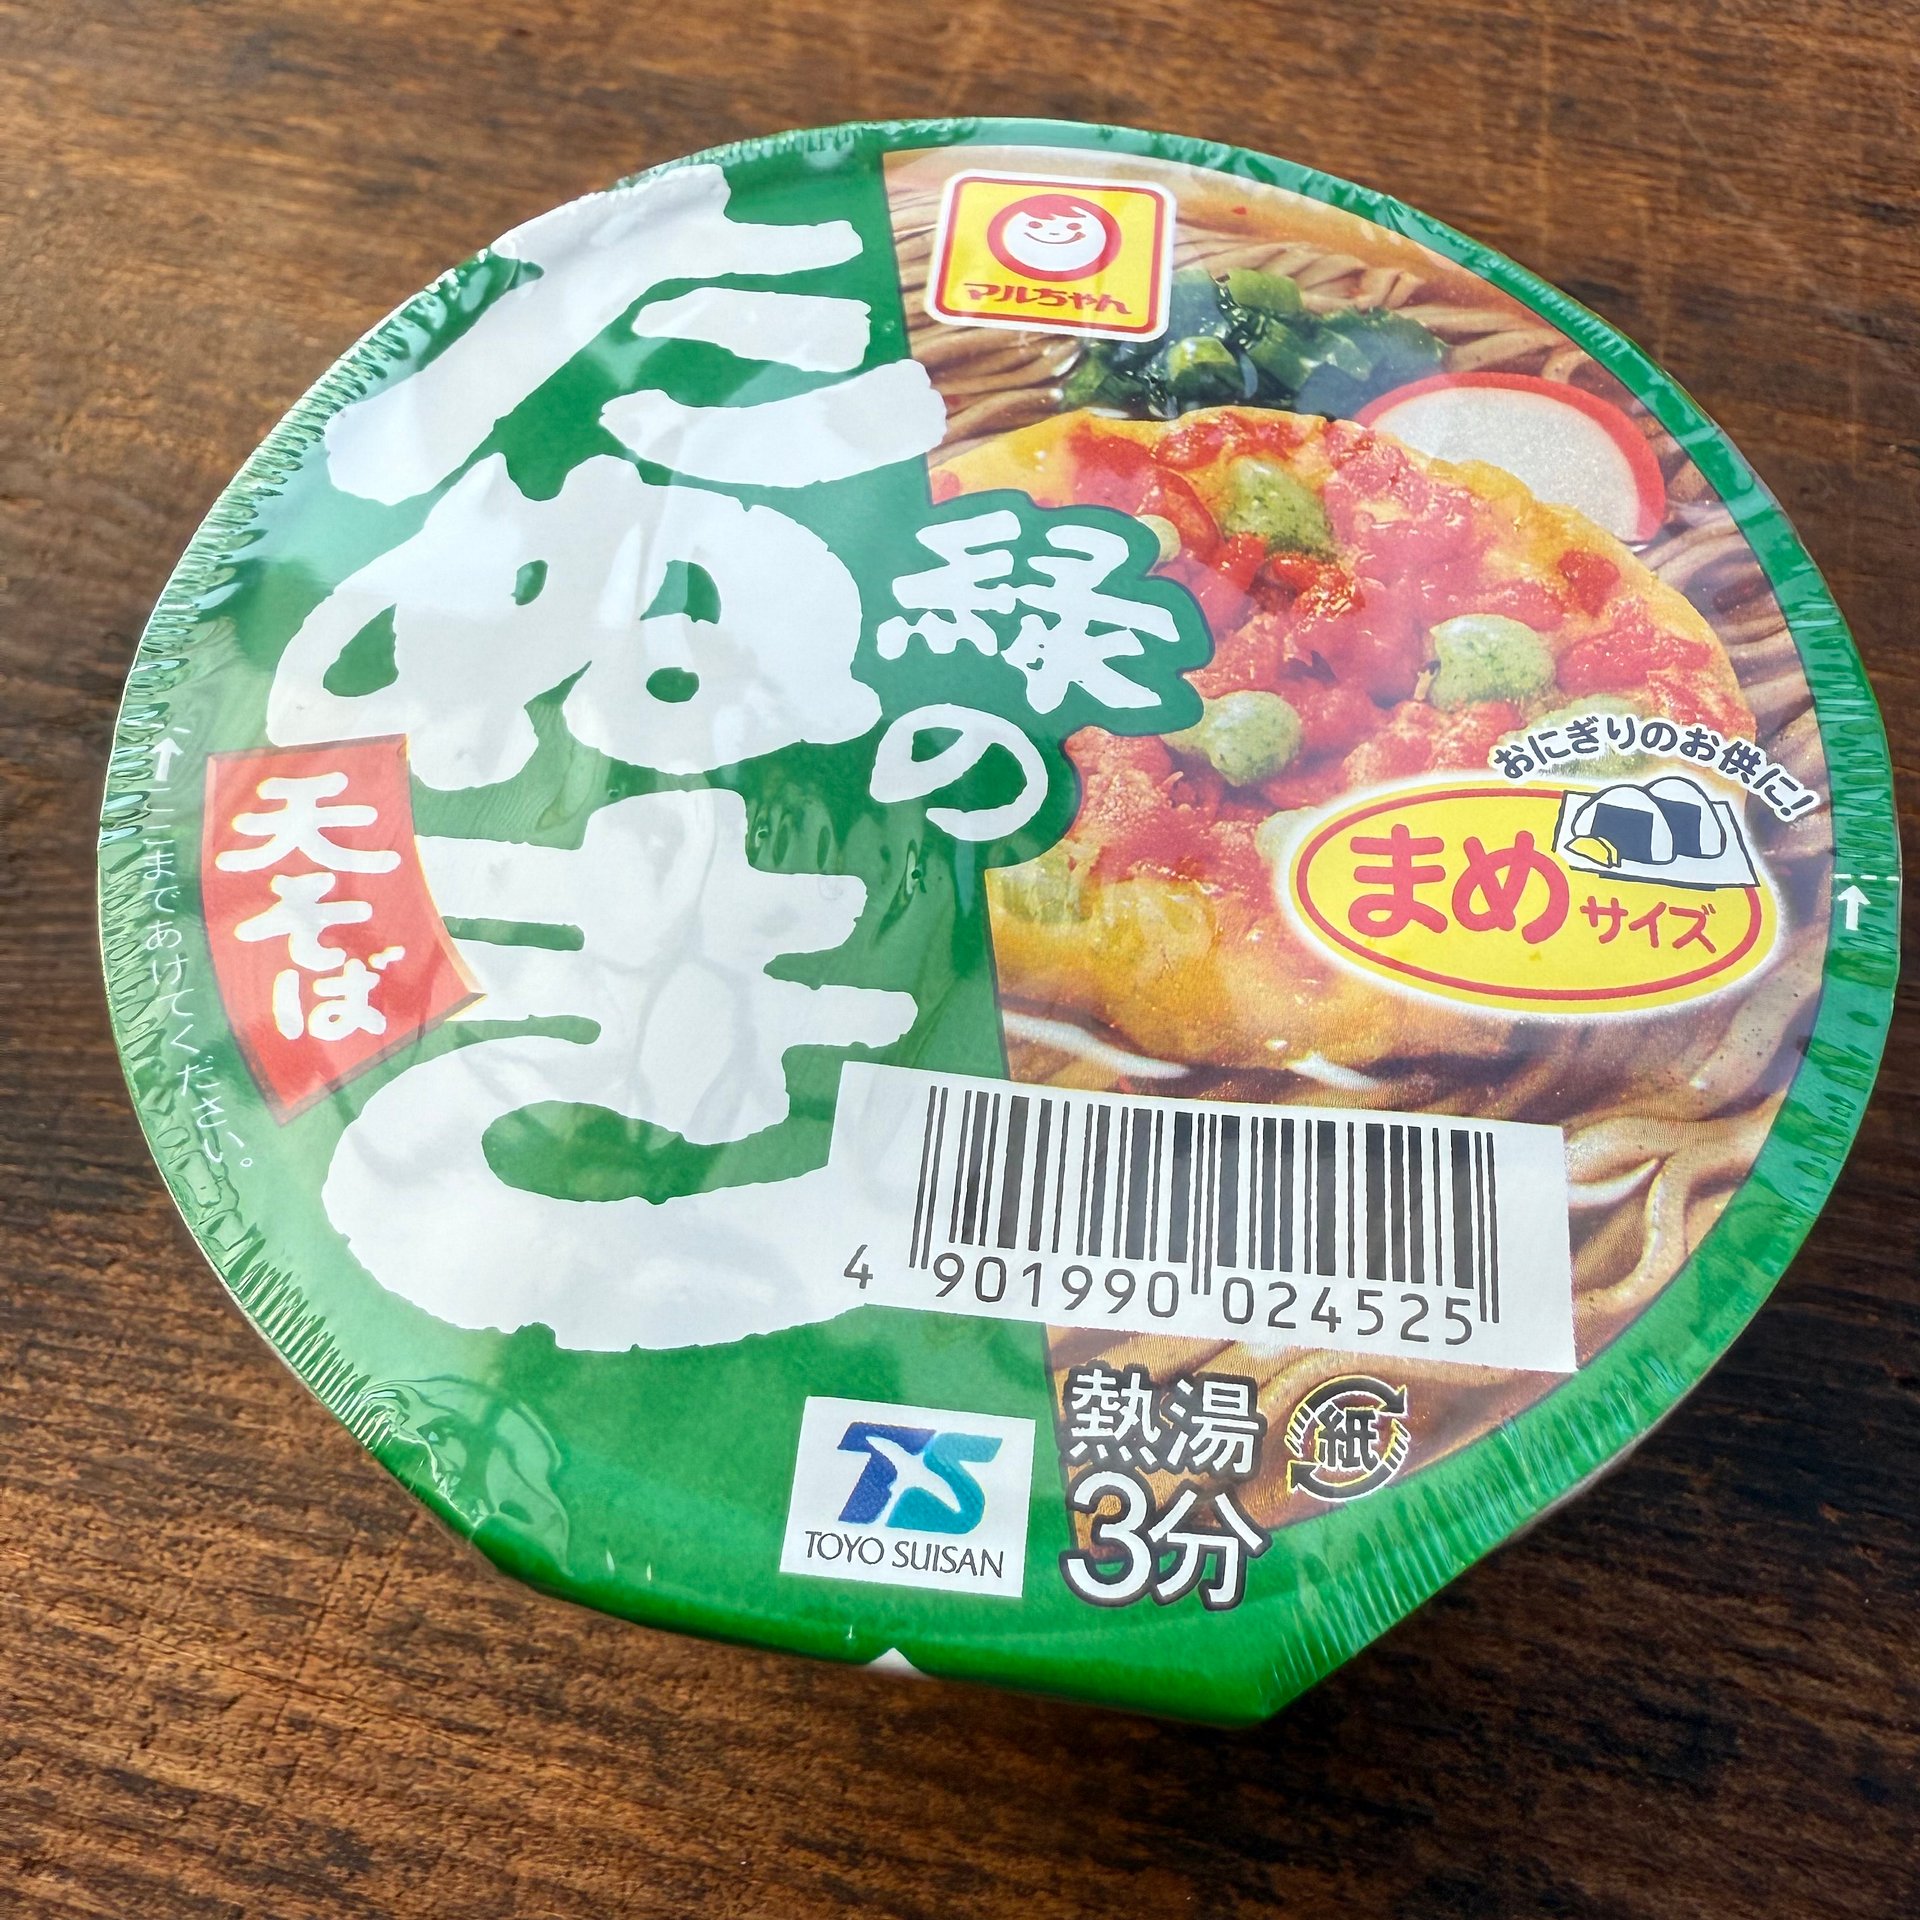 マルちゃん
緑の
たぬき
天そば
おにぎりのお供に!
まめサイズ
ここまであけてください。
4 901990 024525
TS
TOYO SUISAN
熱湯
3分
紙